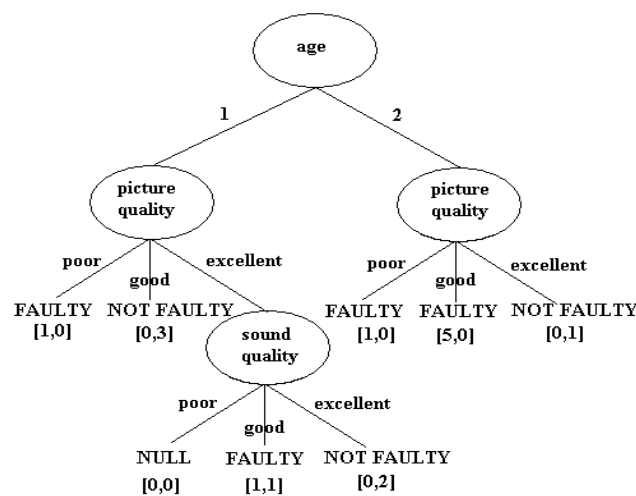 age
1 2
picture quality
picture quality
poor good excellent
poor good excellent
FAULTY NOT FAULTY
[1,0] [0,3]
FAULTY FAULTY NOT FAULTY
[1,0] [5,0] [0,1]
sound quality
poor good excellent
NULL FAULTY NOT FAULTY
[0,0] [1,1] [0,2]